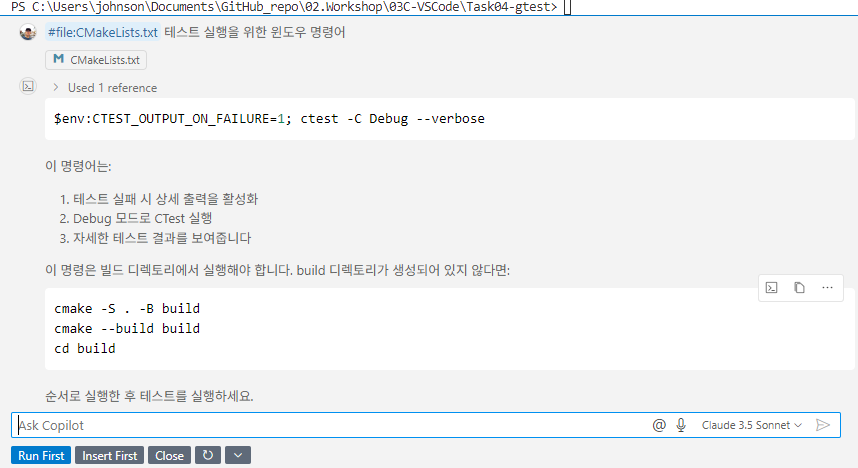 PS C:\Users\johnson\Documents\GitHub_repo\02.Workshop\03C-VSCode\Task04-gtest>
#file:CMakeLists.txt 테스트 실행을 위한 윈도우 명령어
M CMakeLists.txt
> Used 1 reference
$env:CTEST_OUTPUT_ON_FAILURE=1; ctest -C Debug --verbose
이 명령어는:
1. 테스트 실패 시 상세 출력을 활성화
2. Debug 모드로 CTest 실행
3. 자세한 테스트 결과를 보여줍니다
이 명령은 빌드 디렉토리에서 실행해야 합니다. build 디렉토리가 생성되어 있지 않다면:
cmake -S . -B build
cmake --build build
cd build
순서로 실행한 후 테스트를 실행하세요.
Ask Copilot @ Claude 3.5 Sonnet
Run First Insert First Close